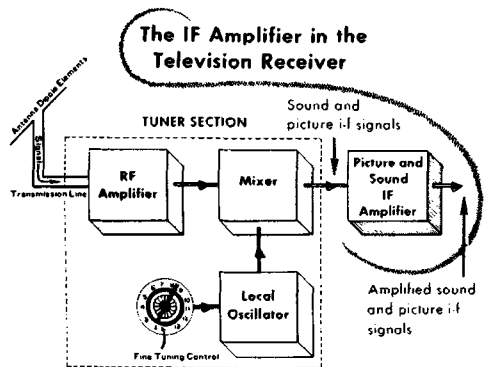 The IF Amplifier in the
Television Receiver
Antenna Dipole Elements
Signal
Transmission Line
TUNER SECTION
Sound and
picture i-f signals
RF
Amplifier
Mixer
Picture and
Sound
IF
Amplifier
Local
Oscillator
Fine Tuning Control
Amplified sound
and picture i-f
signals